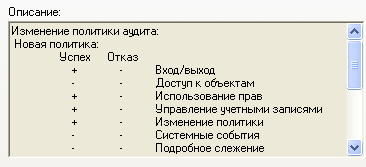 Описание:
Изменение политики аудита:
Новая политика:
Успех Отказ
+ - Вход/выход
- - Доступ к объектам
+ - Использование прав
+ - Управление учетными записями
+ - Изменение политики
- - Системные события
- - Подробное слежение